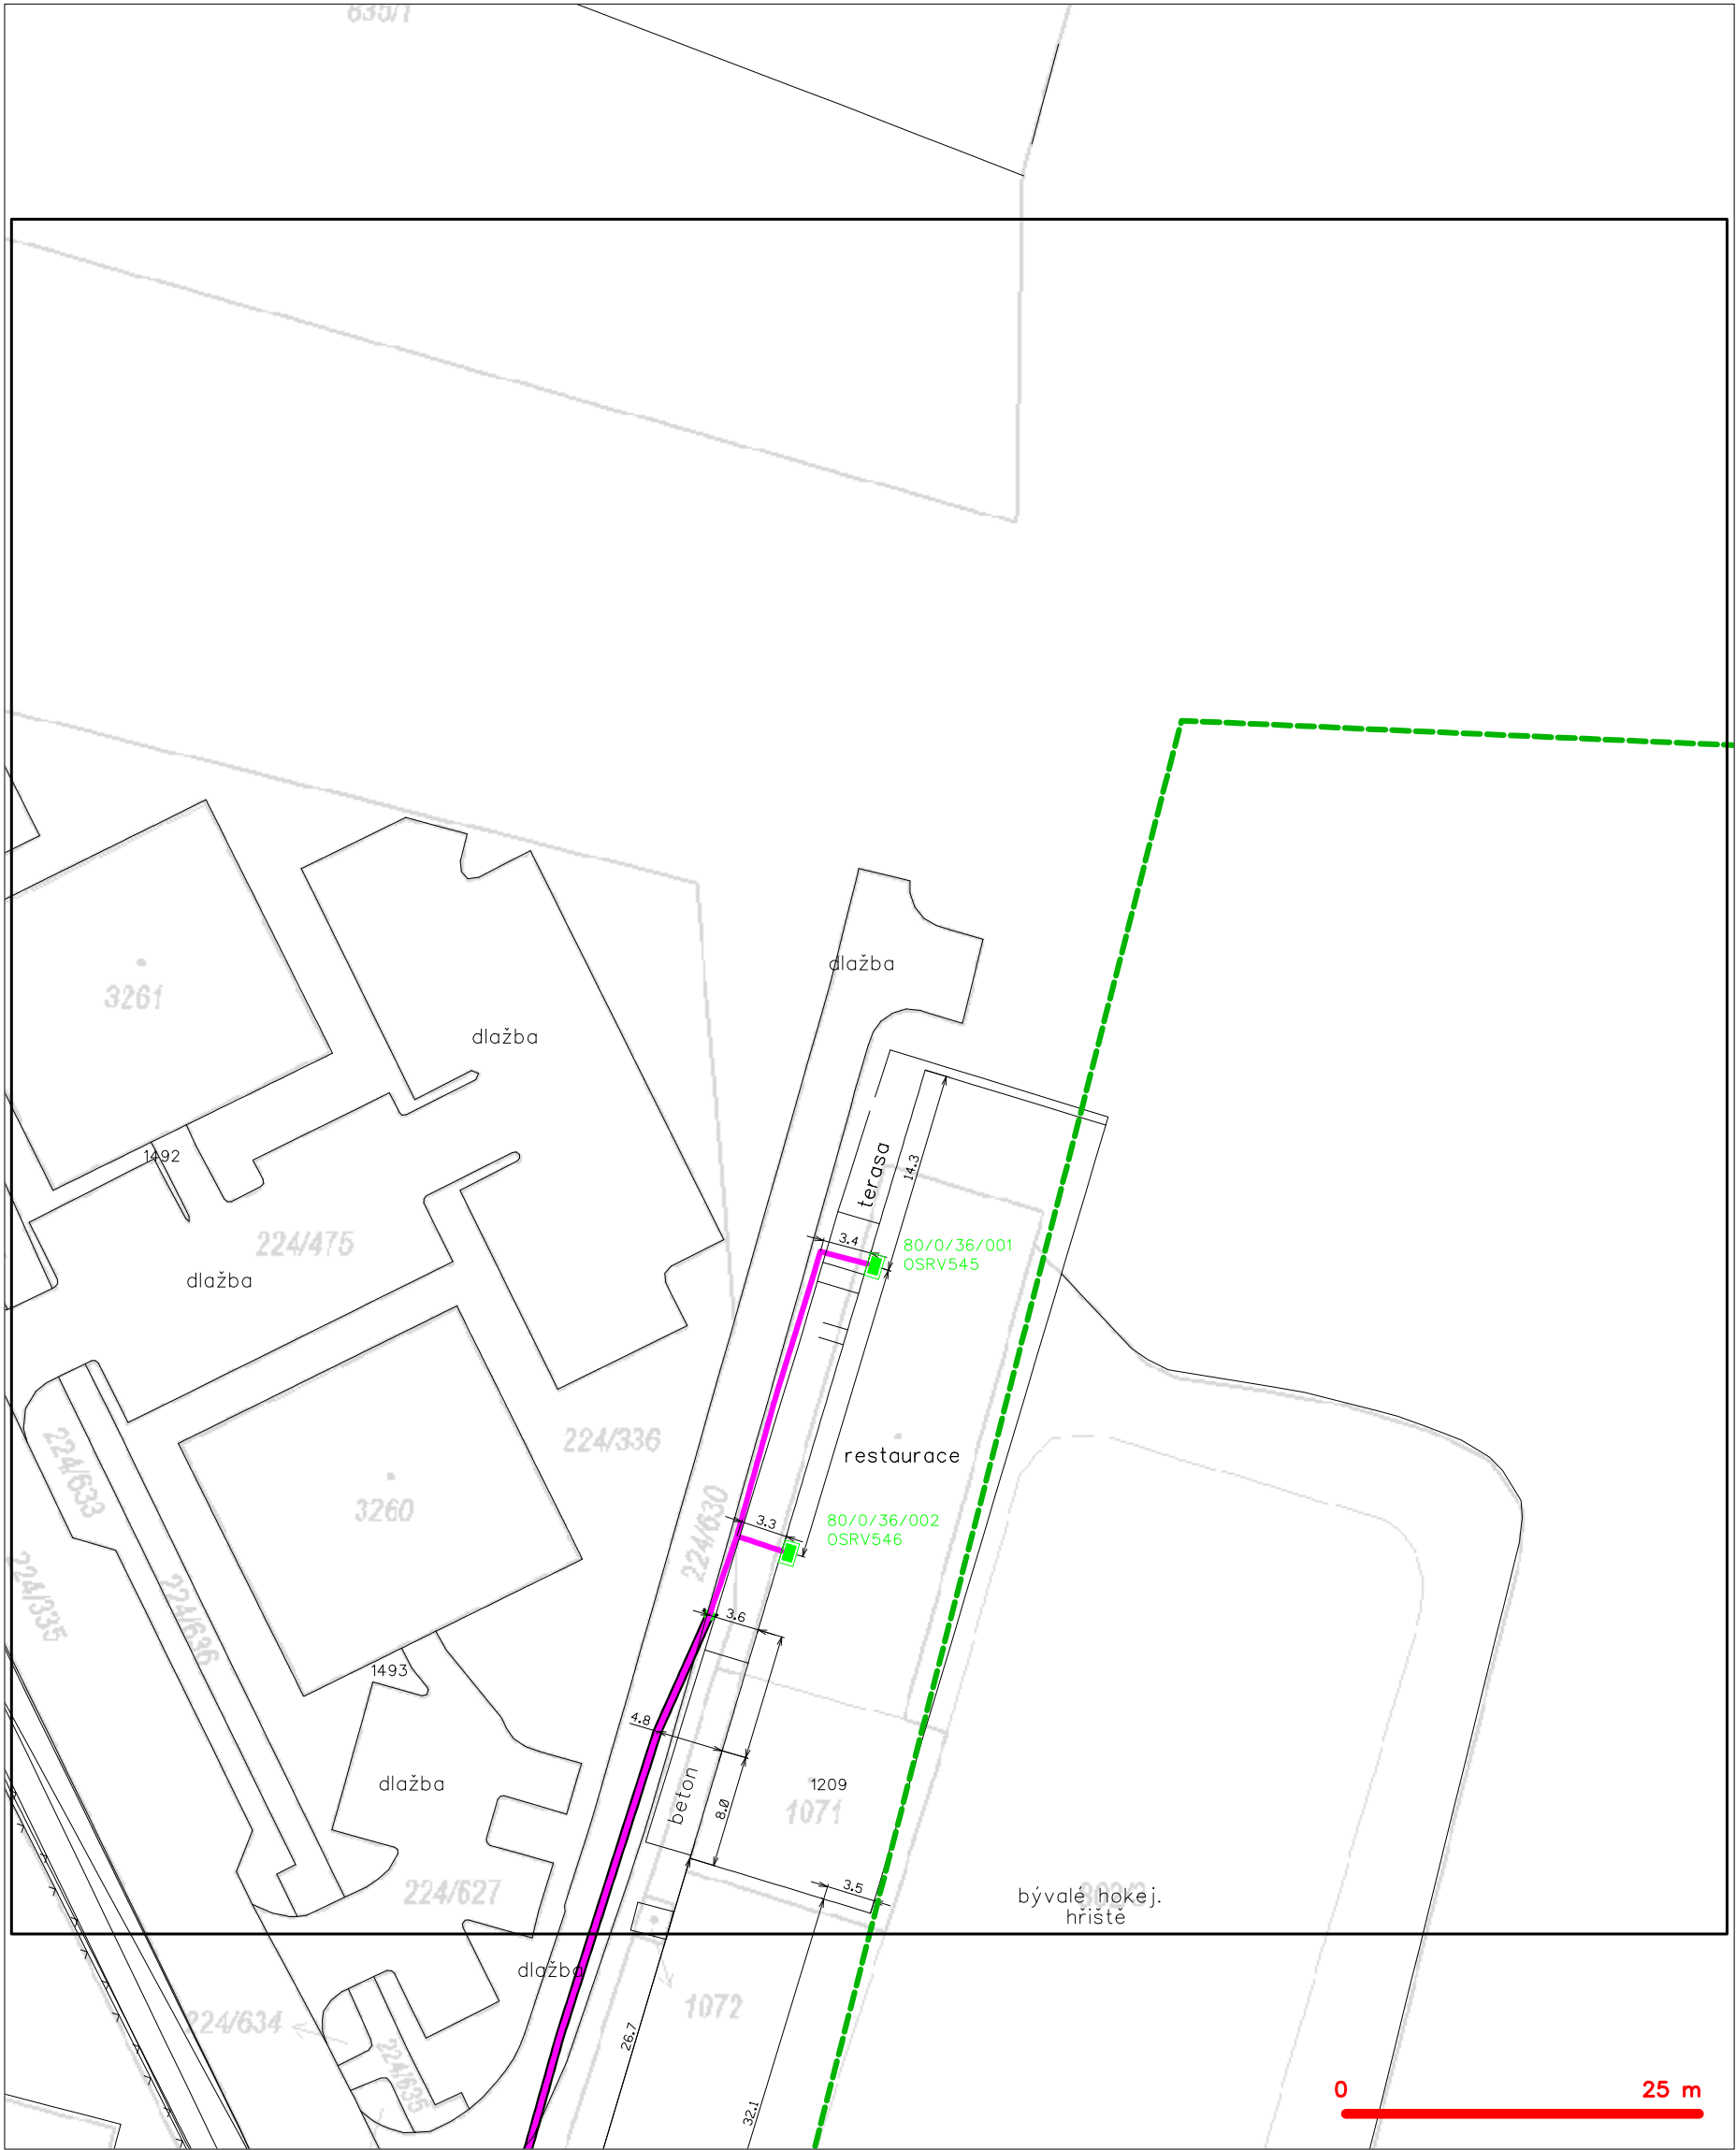 635/1
dlažba
3261
dlažba
1492
terasa
14.3
224/475
3.4
80/0/36/001
OSRV545
dlažba
224/633
224/336
restaurace
3260
224/630
3.3
80/0/36/002
OSRV546
224/335
224/636
3.6
1493
4.8
dlažba
beton
8.0
1209
1071
224/627
3.5
bývalé hokej.
hřiště
dlažba
1072
224/634
224/635
26.7
32.1
0
25 m